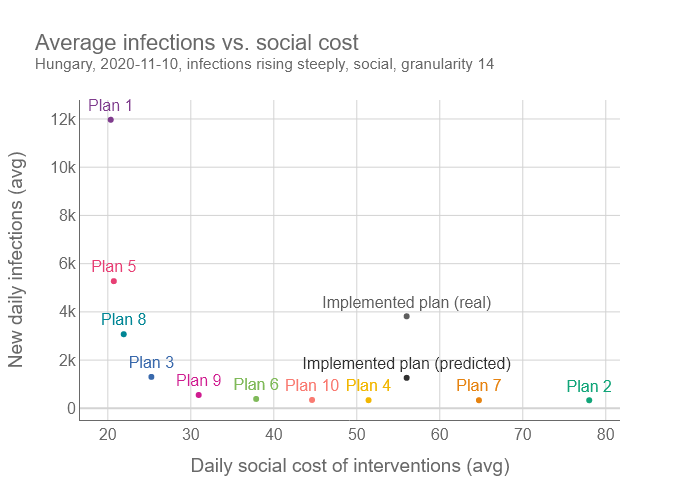 Average infections vs. social cost
Hungary, 2020-11-10, infections rising steeply, social, granularity 14
New daily infections (avg)
12k
10k
8k
6k
4k
2k
0
Plan 1
Plan 5
Plan 8
Plan 3
Plan 9
Plan 6
Plan 10
Plan 4
Implemented plan (real)
Implemented plan (predicted)
Plan 7
Plan 2
20
30
40
50
60
70
80
Daily social cost of interventions (avg)